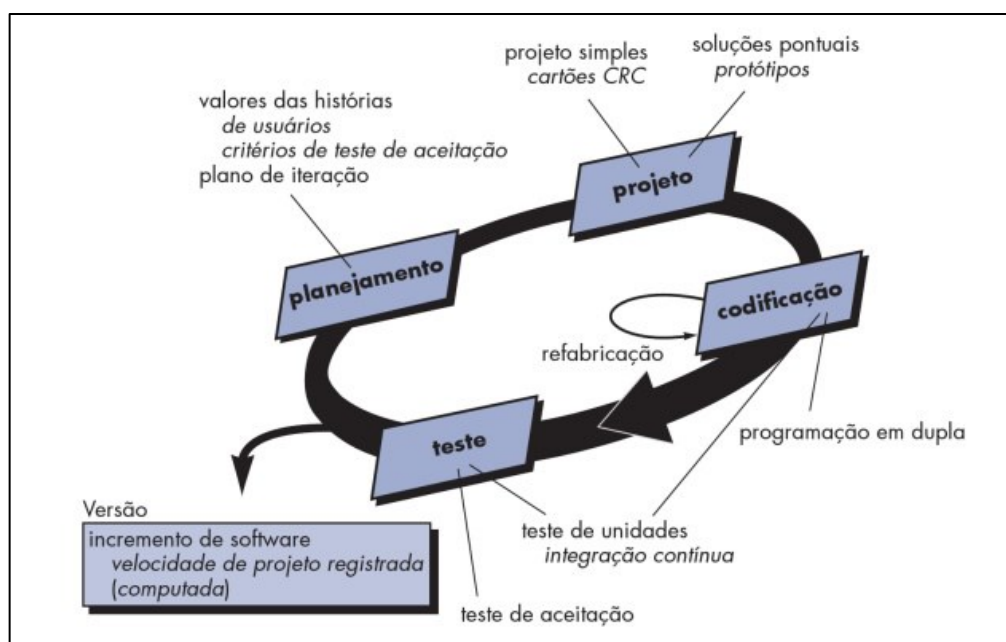 projeto simples
cartões CRC
soluções pontuais
protótipos
valores das histórias
de usuários
critérios de teste de aceitação
plano de iteração
projeto
planejamento
codificação
refabricação
programação em dupla
teste
teste de unidades
integração contínua
teste de aceitação
Versão
incremento de software
velocidade de projeto registrada
(computada)